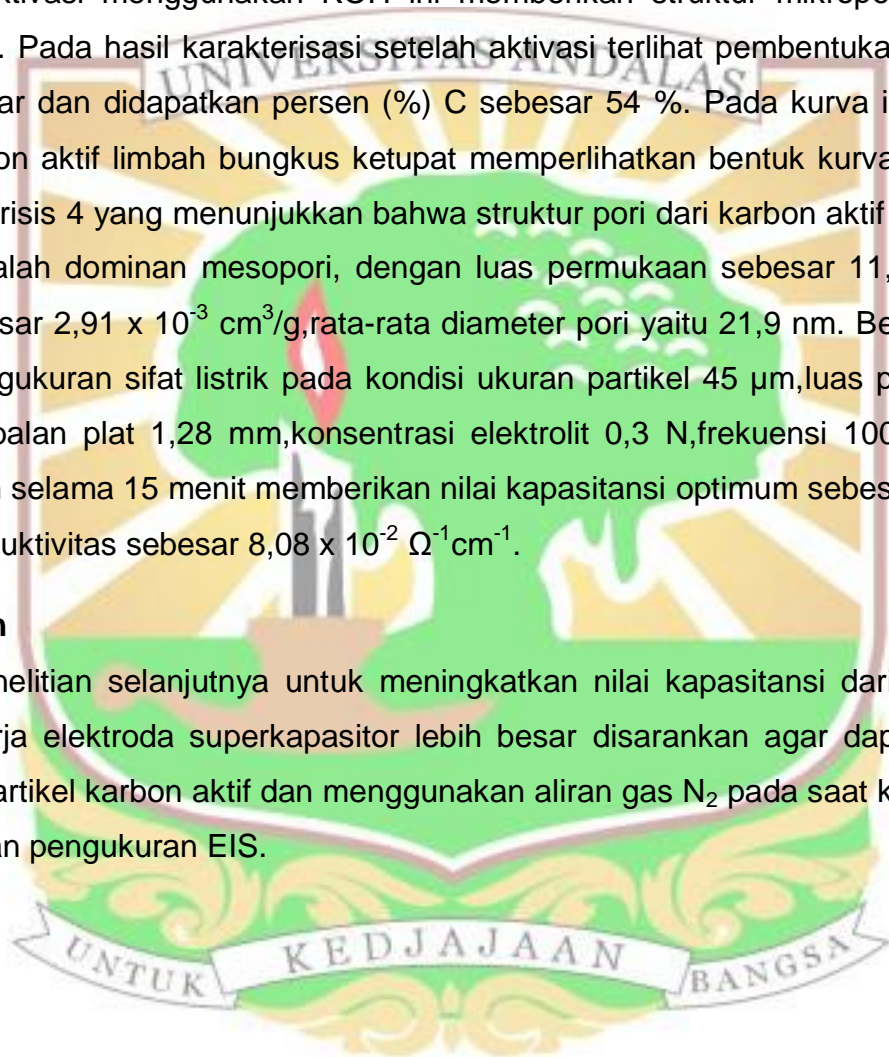 ktivasi menggunakan KOH ini memberikan struktur mikropo
. Pada hasil karakterisasi setelah aktivasi terlihat pembentuka
ar dan didapatkan persen (%) C sebesar 54 %. Pada kurva i
on aktif limbah bungkus ketupat memperlihatkan bentuk kurva
risis 4 yang menunjukkan bahwa struktur pori dari karbon aktif
alah dominan mesopori, dengan luas permukaan sebesar 11,
sar 2,91 x 10⁻³ cm³/g,rata-rata diameter pori yaitu 21,9 nm. Be
gukuran sifat listrik pada kondisi ukuran partikel 45 µm,luas p
balan plat 1,28 mm,konsentrasi elektrolit 0,3 N,frekuensi 100
n selama 15 menit memberikan nilai kapasitansi optimum sebes
uktivitas sebesar 8,08 x 10⁻² Ω⁻¹cm⁻¹.
n
nelitian selanjutnya untuk meningkatkan nilai kapasitansi dari
rja elektroda superkapasitor lebih besar disarankan agar dap
artikel karbon aktif dan menggunakan aliran gas N₂ pada saat k
an pengukuran EIS.
UNIVERSITAS ANDALAS
UNTUK KEDJAJAAN BANGSA